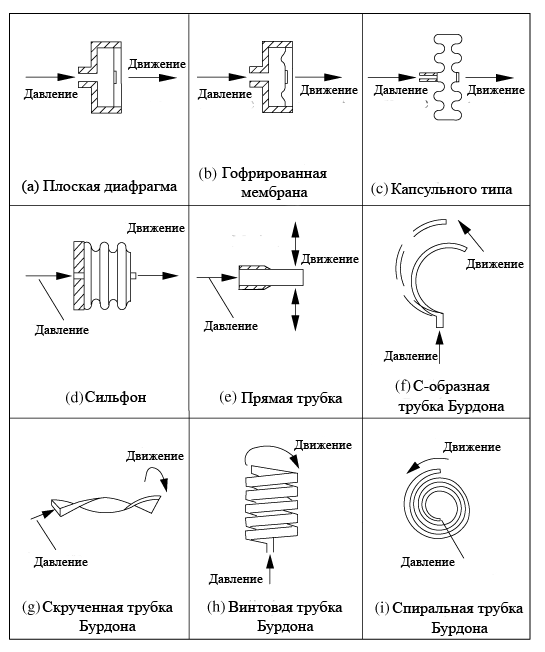 Движение
Давление
(a) Плоская диафрагма
Давление
Движение
(b) Гофрированная
мембрана
Давление
Движение
(c) Капсульного типа
Движение
Давление
(d) Сильфон
Движение
Давление
(e) Прямая трубка
Движение
Давление
(f) С-образная
трубка Бурдона
Движение
Давление
(g) Скрученная трубка
Бурдона
Движение
Давление
(h) Винтовая трубка
Бурдона
Движение
Давление
(i) Спиральная трубка
Бурдона